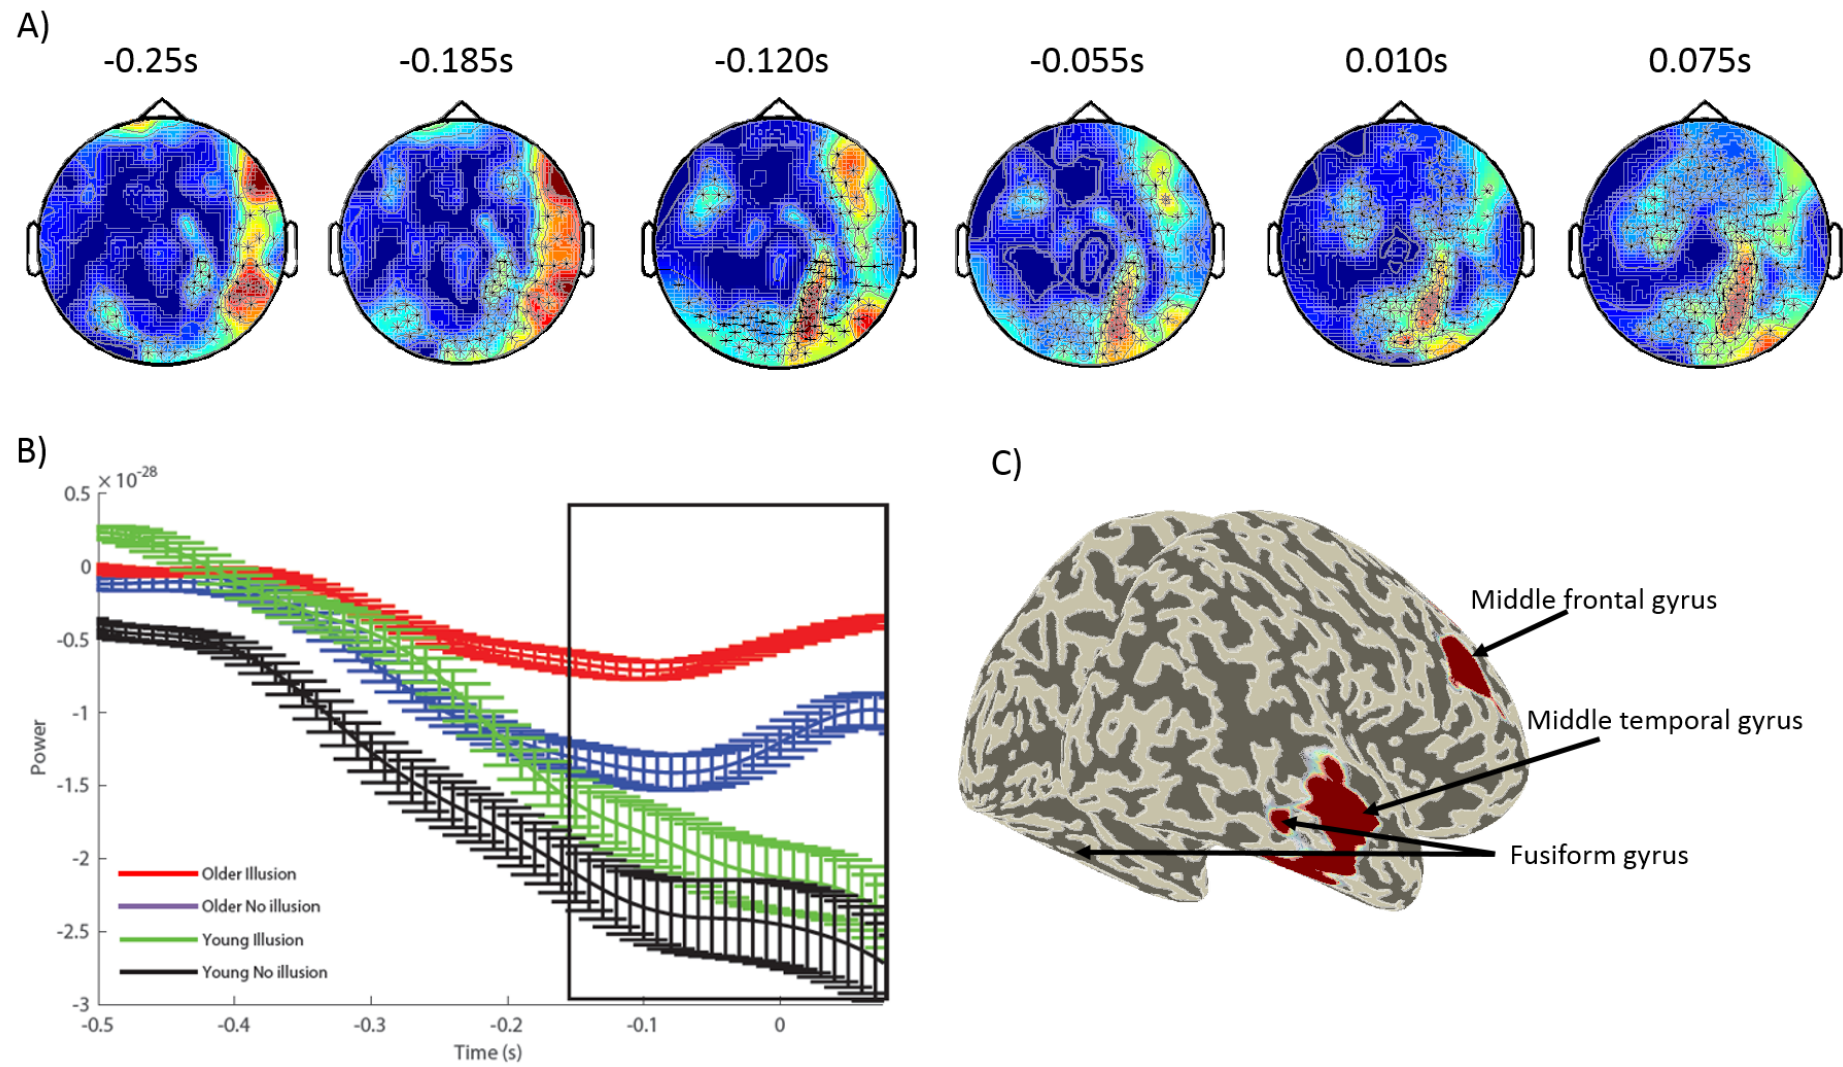 A)
-0.25s
-0.185s
-0.120s
-0.055s
0.010s
0.075s
B)
×10-28
0.5
0
-0.5
-1
-1.5
-2
-2.5
-3
Power
-0.5
-0.4
-0.3
-0.2
-0.1
0
Time (s)
Older Illusion
Older No illusion
Young Illusion
Young No illusion
C)
Middle frontal gyrus
Middle temporal gyrus
Fusiform gyrus